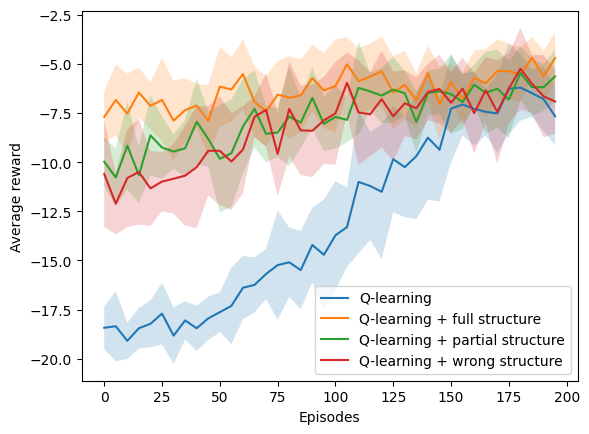 −2.5
−5.0
−7.5
−10.0
−12.5
−15.0
−17.5
−20.0
Average reward
0
25
50
75
100
125
150
175
200
Episodes
Q-learning
Q-learning + full structure
Q-learning + partial structure
Q-learning + wrong structure